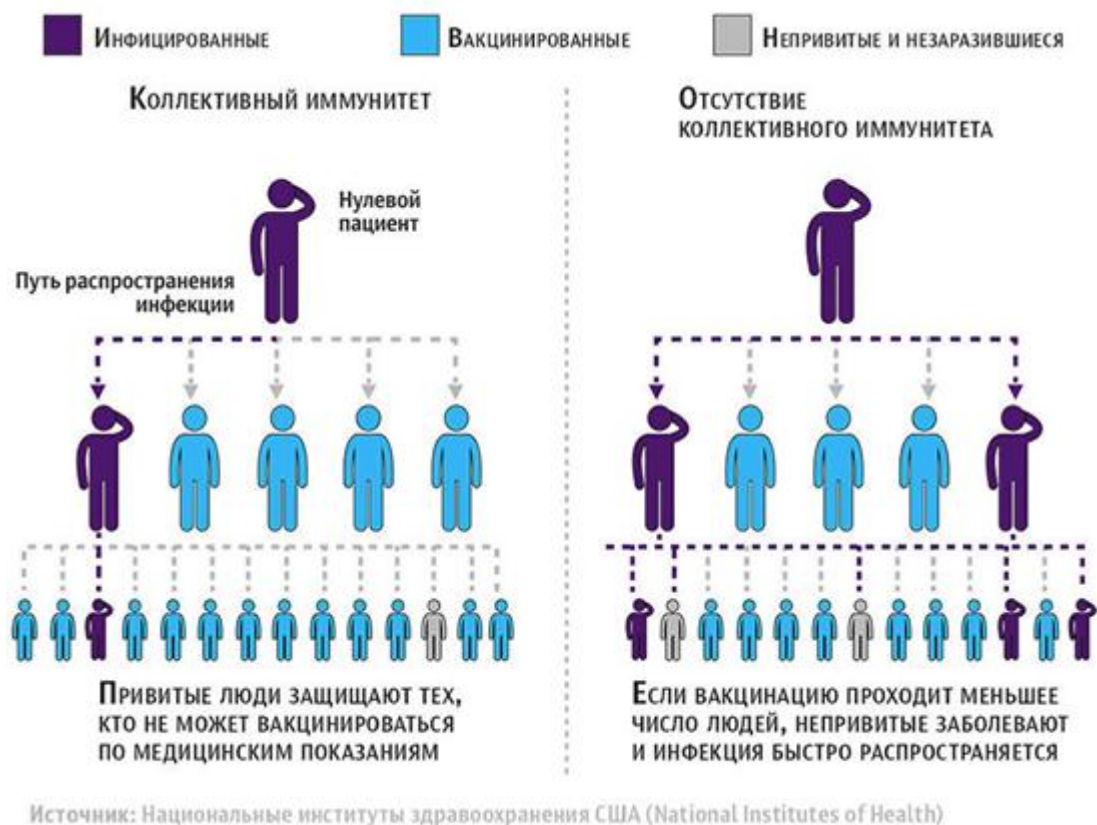 Инфицированные
Вакцинированные
Непривитые и незаразившиеся
Коллективный иммунитет
Нулевой
пациент
Путь распространения
инфекции
Привитые люди защищают тех,
кто не может вакцинироваться
по медицинским показаниям
Отсутствие
коллективного иммунитета
Если вакцинацию проходит меньшее
число людей, непривитые заболевают
и инфекция быстро распространяется
Источник: Национальные институты здравоохранения США (National Institutes of Health)